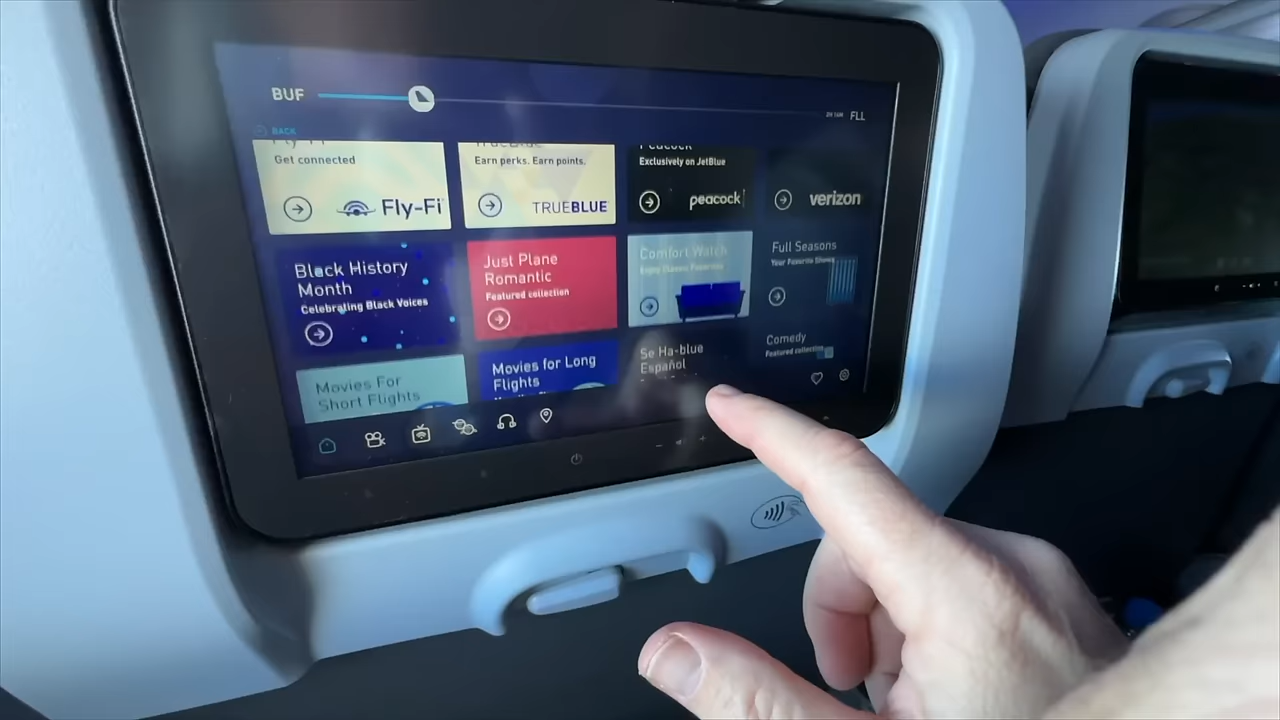 BUF
FLL
BACK
Get connected
Fly-Fi
Earn perks. Earn points.
TRUEBLUE
Peacock
Exclusively on JetBlue
peacock
verizon
Black History
Month
Celebrating Black Voices
Just Plane
Romantic
Featured collection
Comfort Watch
Full Seasons
Your Favorite Shows
Movies For
Short Flights
Movies for Long
Flights
Se Ha-blue
Español
Comedy
Featured collection